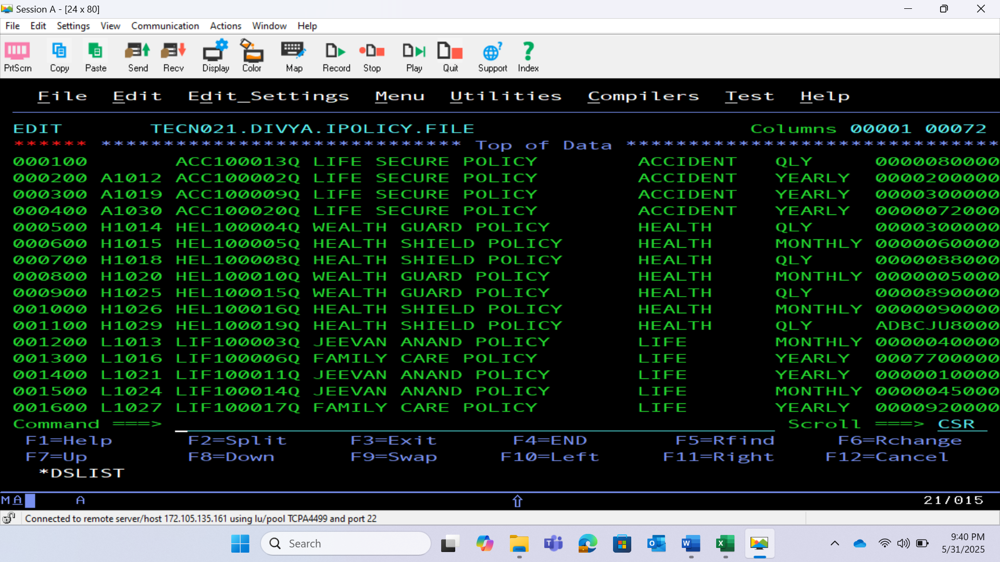 Session A - [24 x 80]
File Edit Settings View Communication Actions Window Help
PrtScrn Copy Paste Send Recv Display Color Map Record Stop Play Quit Support Index
File Edit Edit_Settings Menu Utilities Compilers Test Help
EDIT TECN021.DIVYA.IPOLICY.FILE Columns 00001 00072
****** ***************************** Top of Data ******************************
000100 ACC100013Q LIFE SECURE POLICY ACCIDENT QLY 0000080000
000200 A1012 ACC100002Q LIFE SECURE POLICY ACCIDENT YEARLY 0000200000
000300 A1019 ACC100009Q LIFE SECURE POLICY ACCIDENT YEARLY 0000300000
000400 A1030 ACC100020Q LIFE SECURE POLICY ACCIDENT YEARLY 0000072000
000500 H1014 HEL100004Q WEALTH GUARD POLICY HEALTH QLY 0000300000
000600 H1015 HEL100005Q HEALTH SHIELD POLICY HEALTH MONTHLY 0000060000
000700 H1018 HEL100008Q HEALTH SHIELD POLICY HEALTH QLY 0000088000
000800 H1020 HEL100010Q WEALTH GUARD POLICY HEALTH MONTHLY 0000005000
000900 H1025 HEL100015Q WEALTH GUARD POLICY HEALTH QLY 0000890000
001000 H1026 HEL100016Q HEALTH SHIELD POLICY HEALTH MONTHLY 0000090000
001100 H1029 HEL100019Q HEALTH SHIELD POLICY HEALTH QLY ADBCJU8000
001200 L1013 LIF100003Q JEEVAN ANAND POLICY LIFE MONTHLY 0000040000
001300 L1016 LIF100006Q FAMILY CARE POLICY LIFE YEARLY 0007700000
001400 L1021 LIF100011Q JEEVAN ANAND POLICY LIFE YEARLY 0000010000
001500 L1024 LIF100014Q JEEVAN ANAND POLICY LIFE MONTHLY 0000045000
001600 L1027 LIF100017Q FAMILY CARE POLICY LIFE YEARLY 0000920000
Command ===> Scroll ===> CSR
F1=Help F2=Split F3=Exit F4=END F5=Rfind F6=Rchange
F7=Up F8=Down F9=Swap F10=Left F11=Right F12=Cancel
*DSLIST
MA A 21/015
Connected to remote server/host 172.105.135.161 using lu/pool TCPA4499 and port 22
Search
9:40 PM
5/31/2025